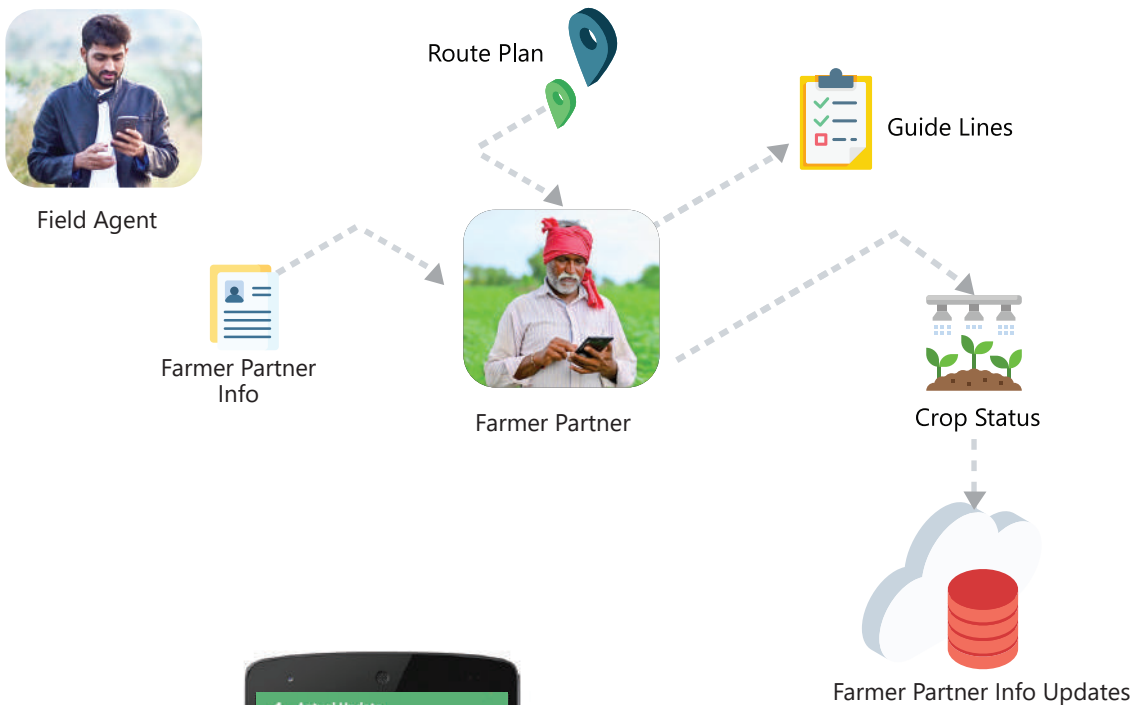 Route Plan
Guide Lines
Field Agent
Farmer Partner
Info
Farmer Partner
Crop Status
Farmer Partner Info Updates